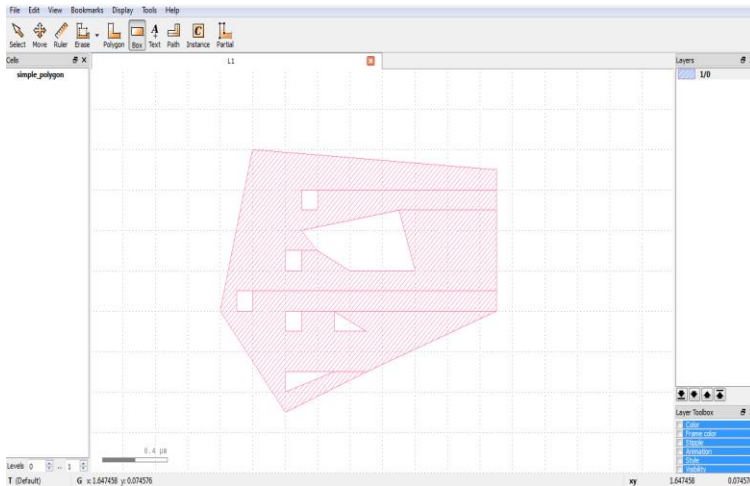 File Edit View Bookmarks Display Tools Help
Select Move Ruler Erase Polygon Box Text Path Instance Partial
Cells
L1
Layers
simple_polygon
1/0
0.4 μm
Layer Toolbox
Color
Frame color
Stipple
Animation
Style
Visibility
Levels 0 .. 1
T (Default) G x: 1.647458 y: 0.074576 xy 1.647458 0.07457